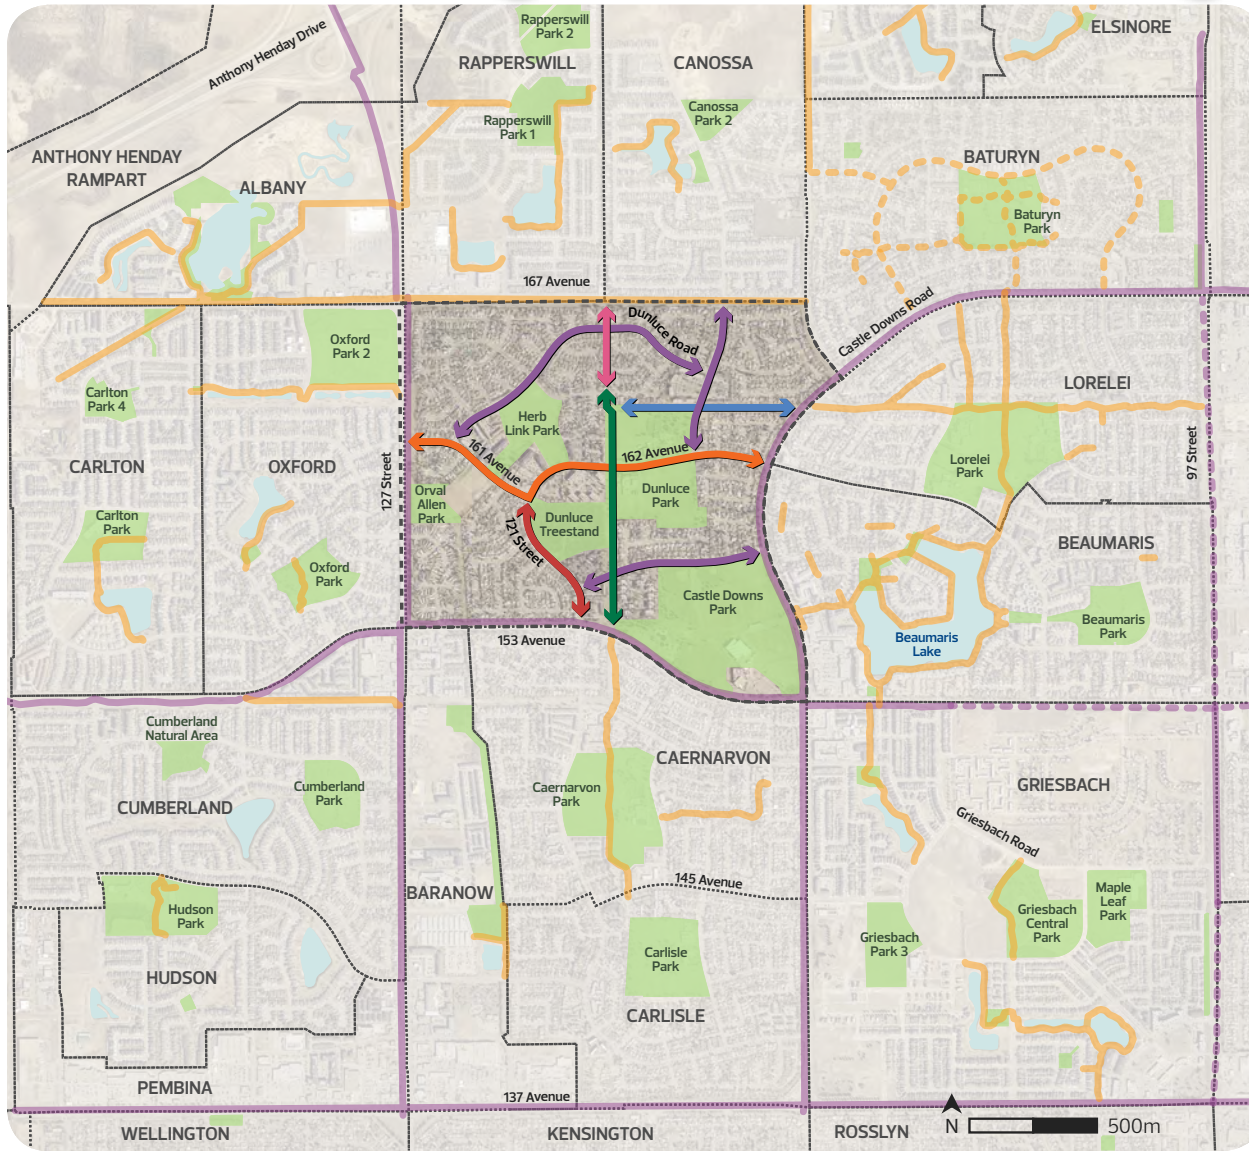 Rapperswill
Park 2
ELSINORE
Anthony Henday Drive
RAPPERSWILL
CANOSSA
Canossa
Park 2
Rapperswill
Park 1
ANTHONY HENDAY
RAMPART
BATURYN
ALBANY
Baturyn
Park
167 Avenue
Dunluce Road
Castle Downs Road
Oxford
Park 2
LORELEI
Carlton
Park 4
Herb
Link Park
161 Avenue
162 Avenue
CARLTON
OXFORD
127 Street
97 Street
Lorelei
Park
Orval
Allen
Park
Dunluce
Park
Carlton
Park
Dunluce
Treestand
121 Street
BEAUMARIS
Oxford
Park
Castle Downs
Park
Beaumaris
Park
153 Avenue
Beaumaris
Lake
Cumberland
Natural Area
CAERNARVON
Caernarvon
Park
Cumberland
Park
GRIESBACH
CUMBERLAND
Griesbach Road
145 Avenue
BARANOW
Maple
Leaf
Park
Hudson
Park
Griesbach
Central
Park
Griesbach
Park 3
Carlisle
Park
HUDSON
CARLISLE
PEMBINA
137 Avenue
WELLINGTON
KENSINGTON
ROSSLYN
N
500m